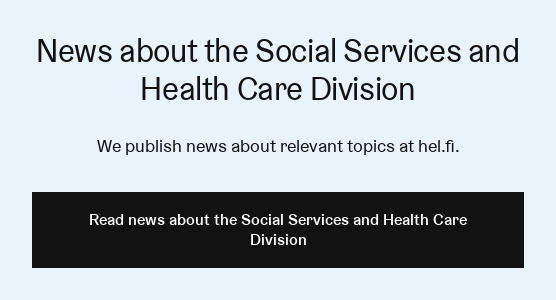 News about the Social Services and
Health Care Division
We publish news about relevant topics at hel.fi.
Read news about the Social Services and Health Care
Division